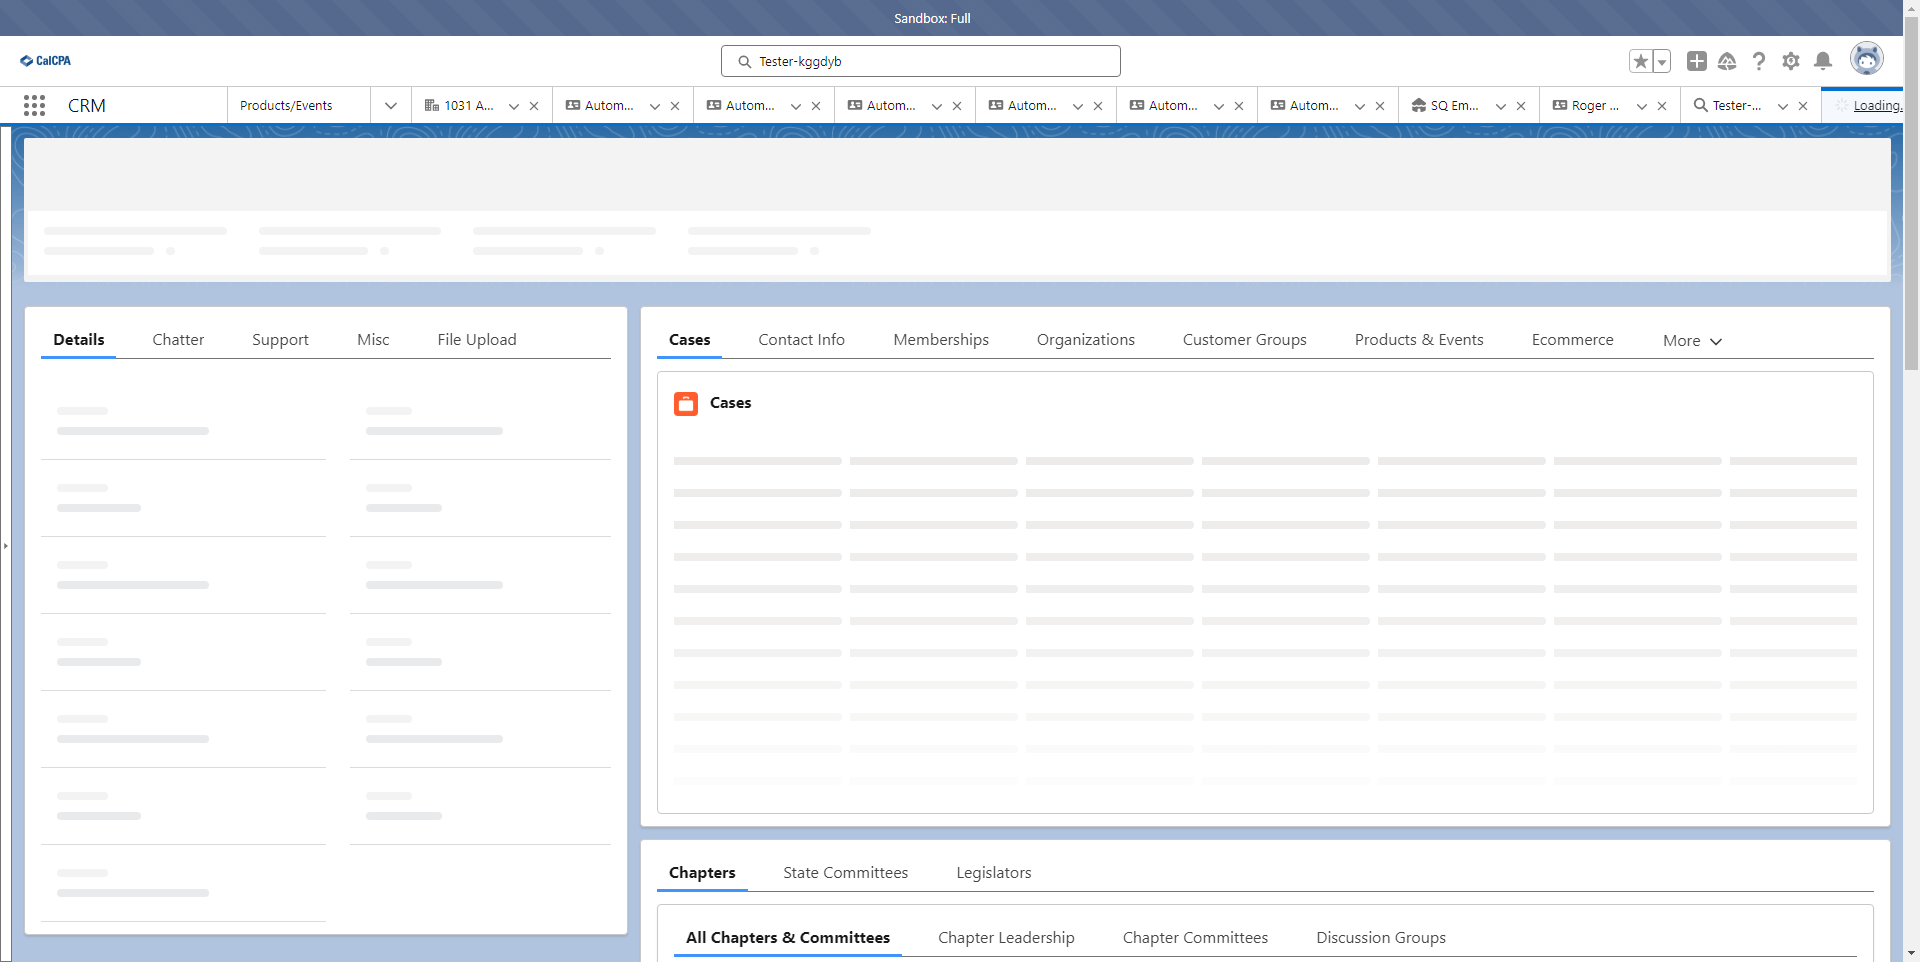 Sandbox: Full
CalCPA
Tester-kggdyb
CRM
Products/Events
1031 A...
Autom...
Autom...
Autom...
Autom...
Autom...
Autom...
SQ Em...
Roger ...
Tester-...
Loading.
Details
Chatter
Support
Misc
File Upload
Cases
Contact Info
Memberships
Organizations
Customer Groups
Products & Events
Ecommerce
More
Cases
Chapters
State Committees
Legislators
All Chapters & Committees
Chapter Leadership
Chapter Committees
Discussion Groups